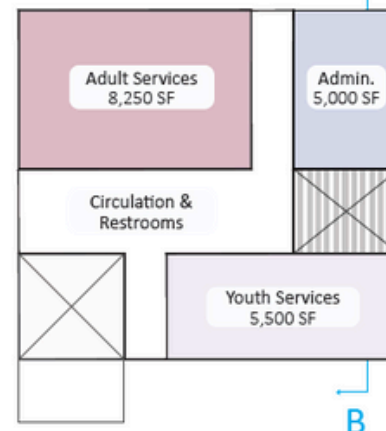 Adult Services
8,250 SF
Admin.
5,000 SF
Circulation &
Restrooms
Youth Services
5,500 SF
B